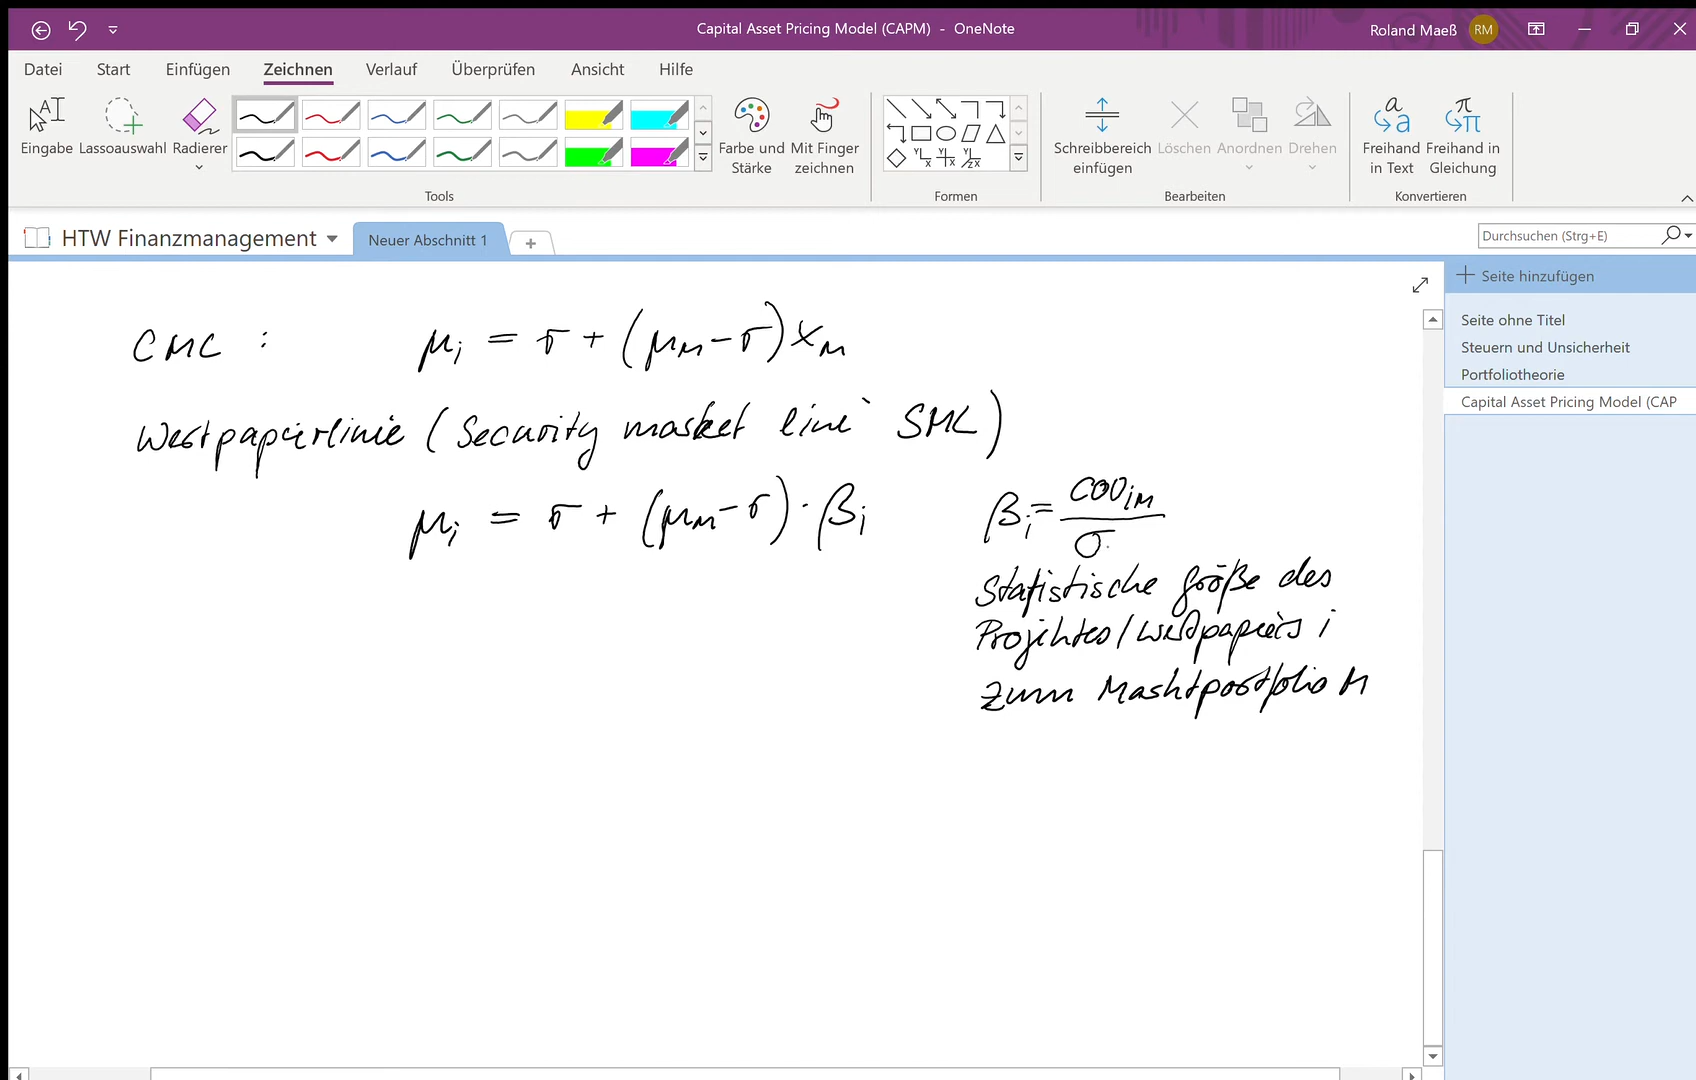 Capital Asset Pricing Model (CAPM) - OneNote
Roland Maeß RM
Datei Start Einfügen Zeichnen Verlauf Überprüfen Ansicht Hilfe
Eingabe Lassoauswahl Radierer
Farbe und Stärke
Mit Finger zeichnen
Schreibbereich einfügen
Löschen Anordnen Drehen
Freihand in Text
Freihand in Gleichung
Tools Formen Bearbeiten Konvertieren
HTW Finanzmanagement
Neuer Abschnitt 1
Durchsuchen (Strg+E)
Seite hinzufügen
Seite ohne Titel
Steuern und Unsicherheit
Portfoliotheorie
Capital Asset Pricing Model (CAP
CMC : μi = r + (μM - r) xM
Wertpapierlinie (Security market line SML)
μi = r + (μM - r) · βi
βi = COViM / σ
Statistische Größe des
Projektes/Wertpapiers i
zum Marktportfolio M